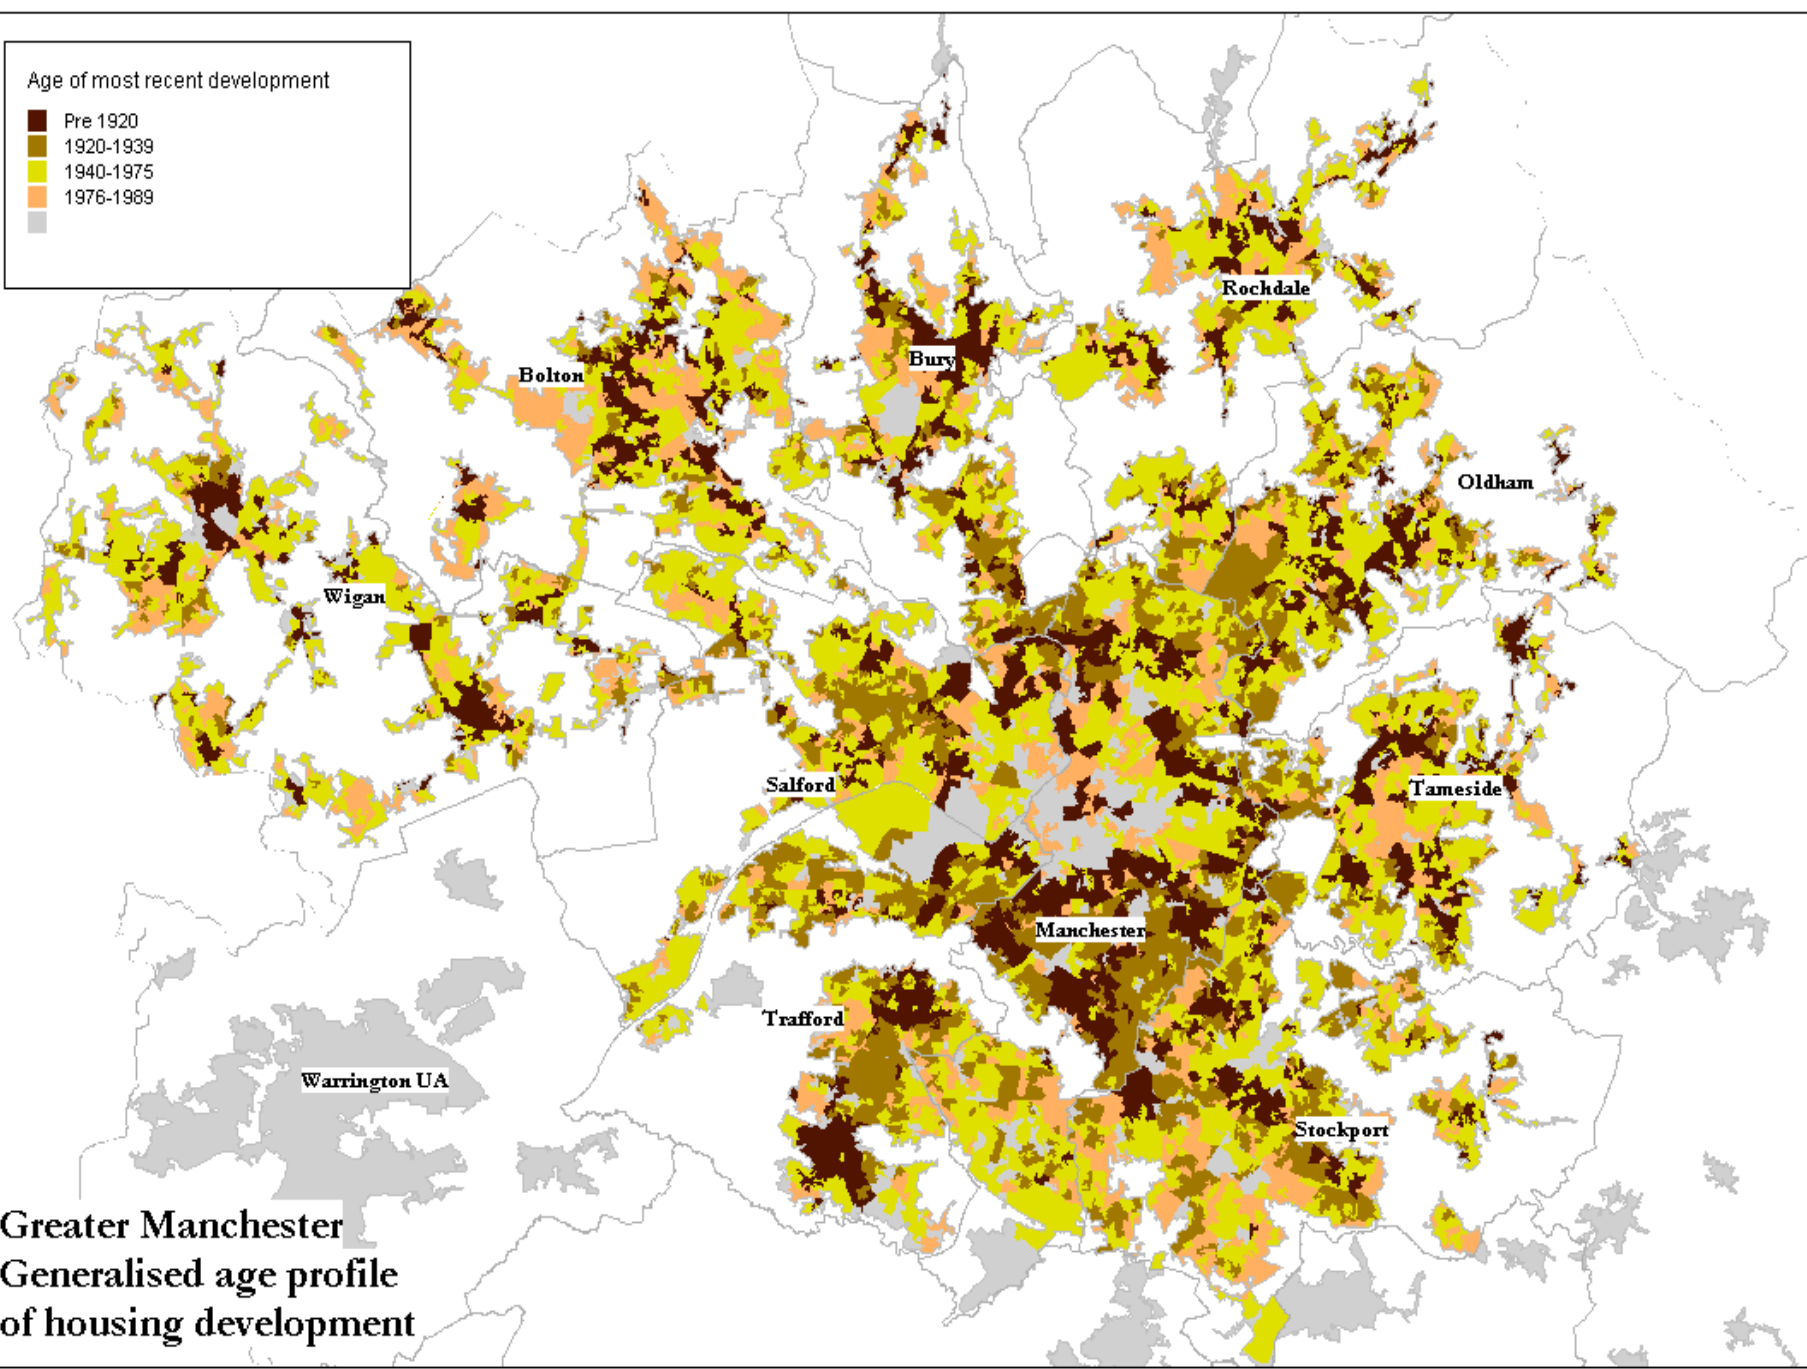 Age of most recent development
Pre 1920
1920-1939
1940-1975
1976-1989
Rochdale
Bury
Bolton
Oldham
Wigan
Salford
Tameside
Manchester
Trafford
Warrington UA
Stockport
Greater Manchester
Generalised age profile
of housing development